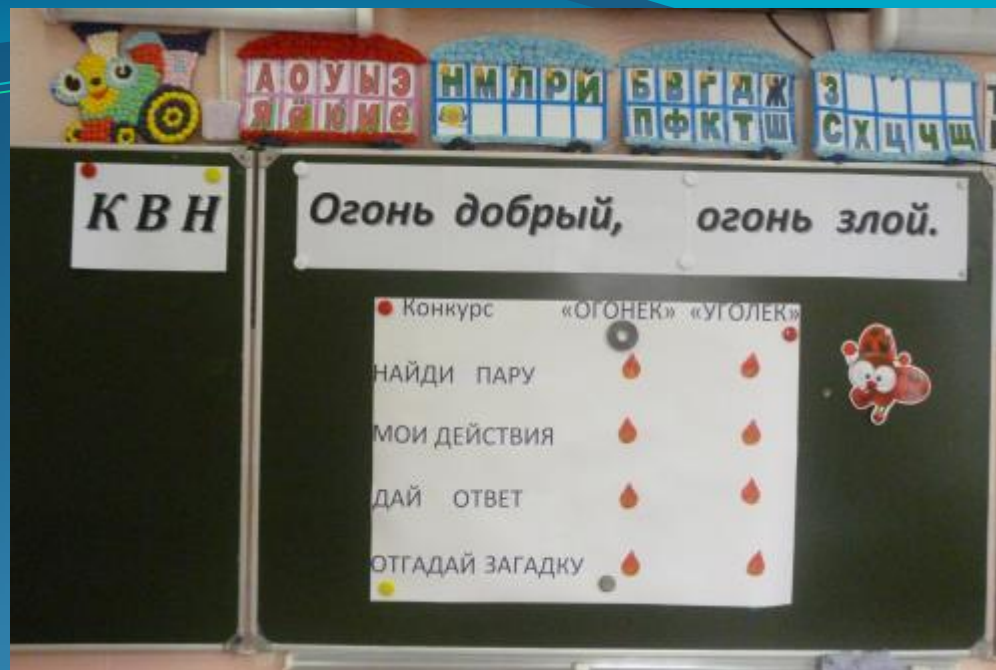 А О У Ы Э Н М Л Р Й Б В Г Д Ж З
Я Ё Ю И Е П Ф К Т Ш С Х Ц Ч Щ
К В Н
Огонь добрый, огонь злой.
Конкурс «ОГОНЕК» «УГОЛЕК»
НАЙДИ ПАРУ
МОИ ДЕЙСТВИЯ
ДАЙ ОТВЕТ
ОТГАДАЙ ЗАГАДКУ